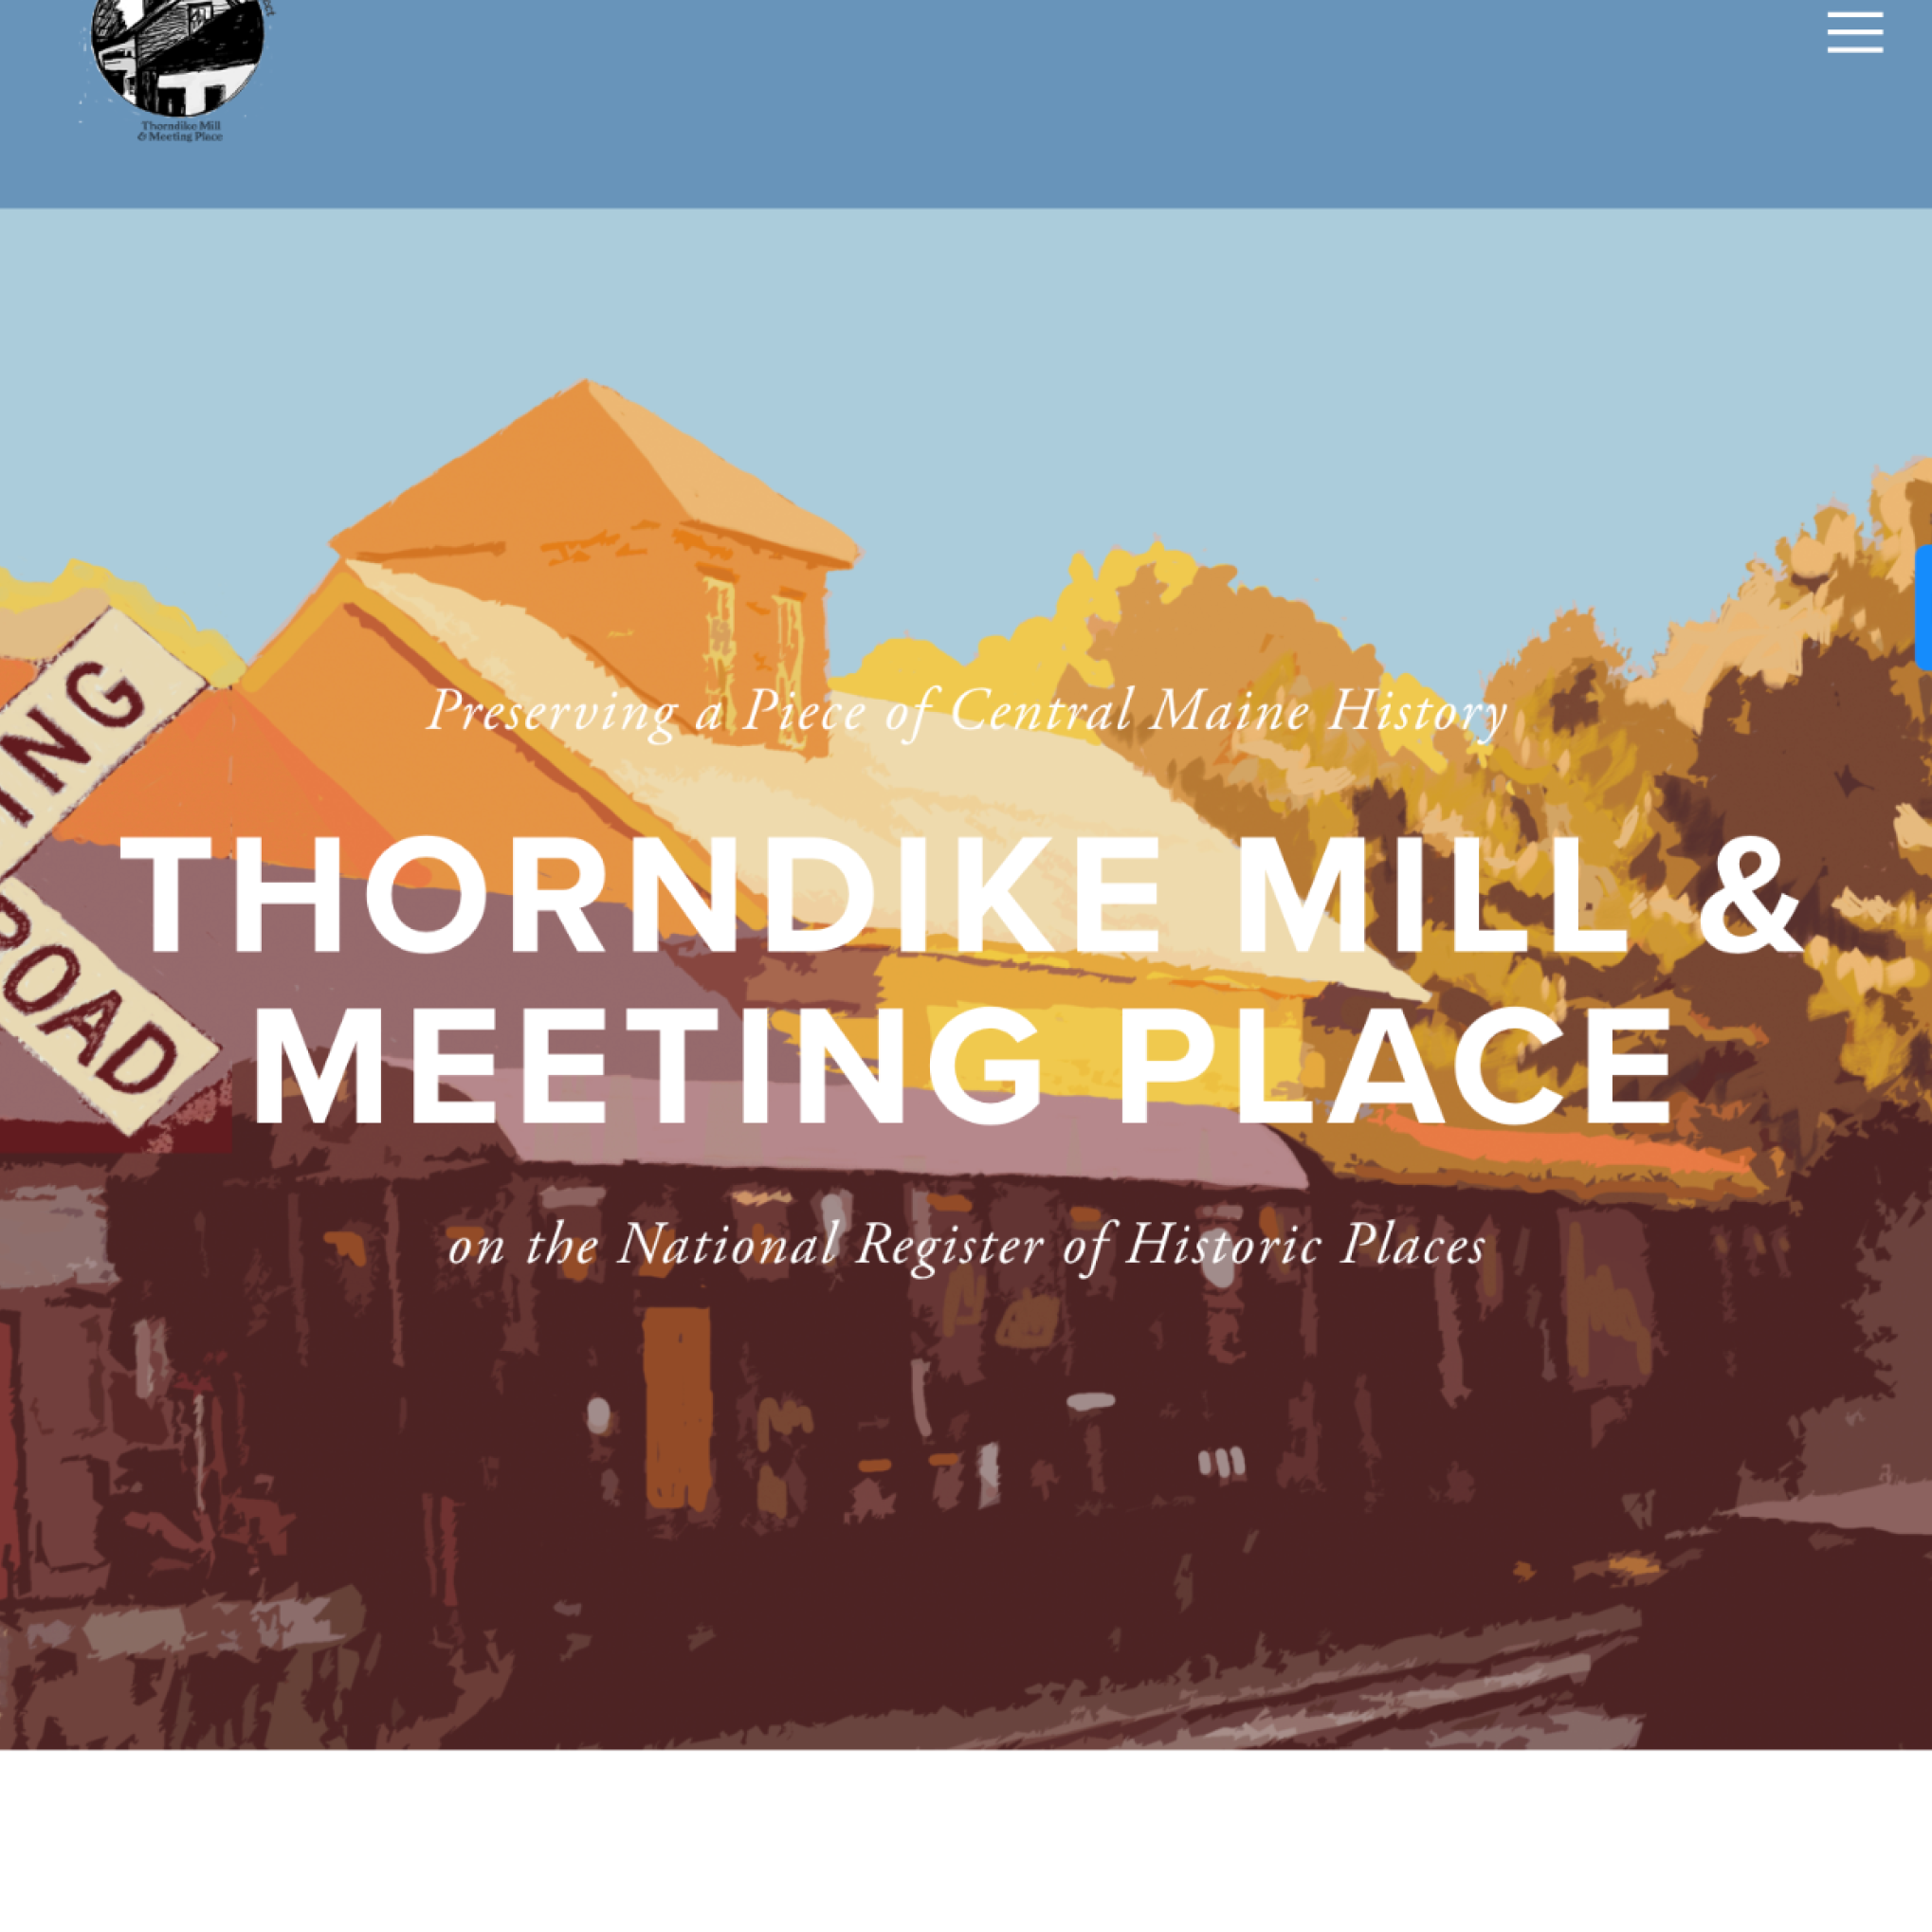 Thorndike Mill
& Meeting Place
Preserving a Piece of Central Maine History
ING
THORNDIKE MILL &
MEETING PLACE
ROAD
on the National Register of Historic Places